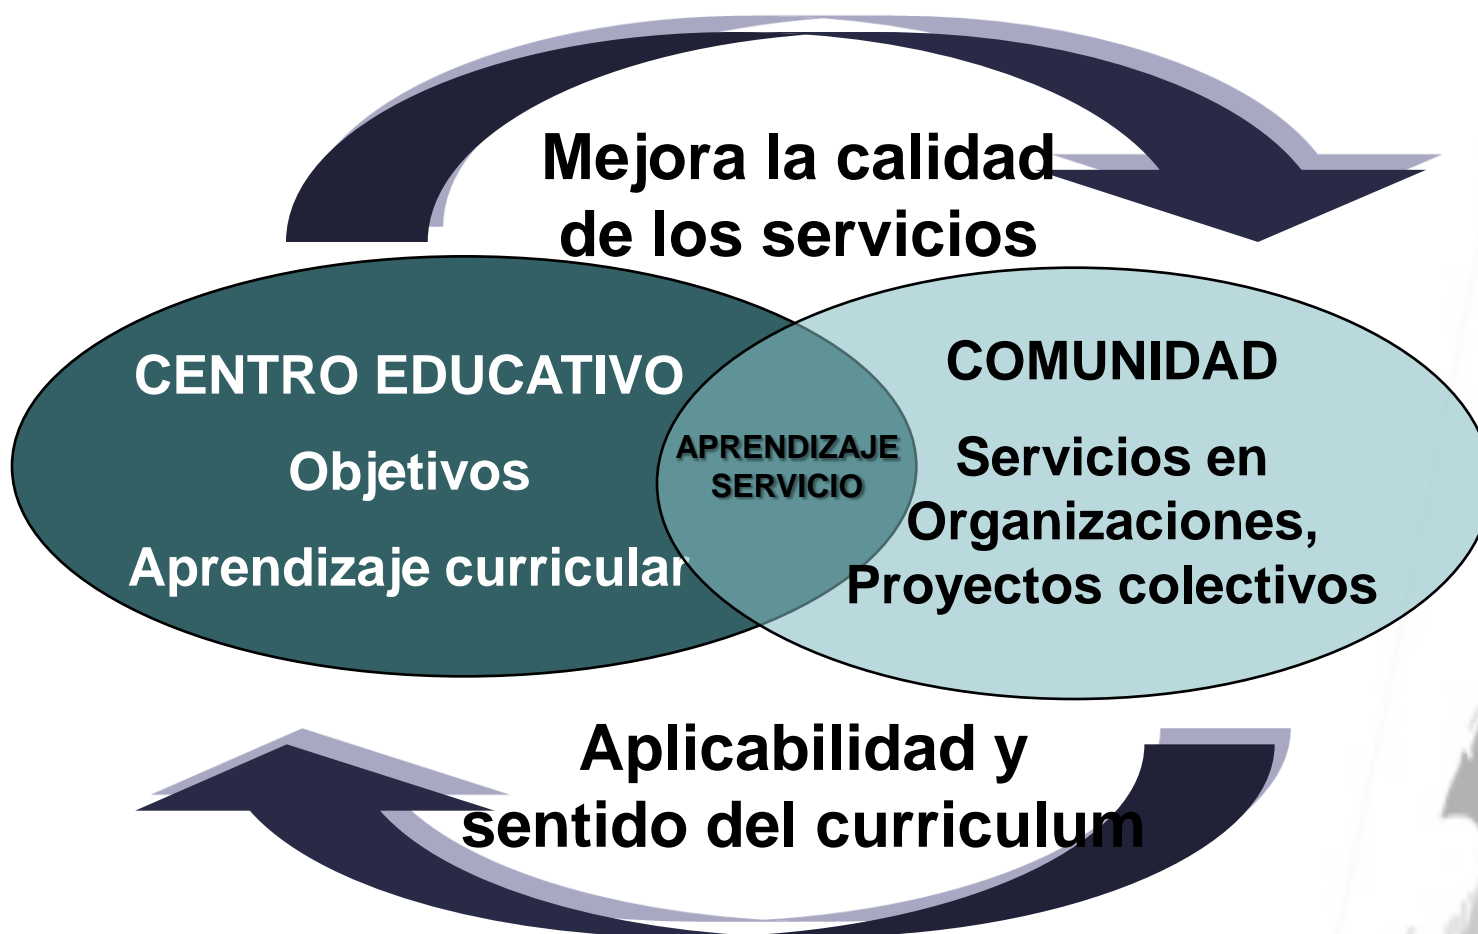 Mejora la calidad
de los servicios
CENTRO EDUCATIVO
Objetivos
Aprendizaje curricular
APRENDIZAJE
SERVICIO
COMUNIDAD
Servicios en
Organizaciones,
Proyectos colectivos
Aplicabilidad y
sentido del curriculum